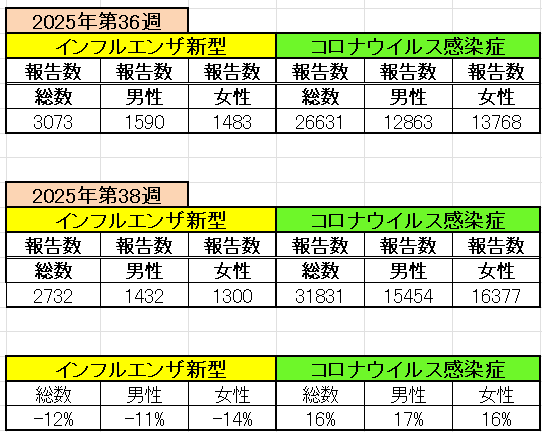 2025年第36週
インフルエンザ新型 コロナウイルス感染症
報告数 報告数 報告数 報告数 報告数 報告数
総数 男性 女性 総数 男性 女性
3073 1590 1483 26631 12863 13768
2025年第38週
インフルエンザ新型 コロナウイルス感染症
報告数 報告数 報告数 報告数 報告数 報告数
総数 男性 女性 総数 男性 女性
2732 1432 1300 31831 15454 16377
インフルエンザ新型 コロナウイルス感染症
総数 男性 女性 総数 男性 女性
-12% -11% -14% 16% 17% 16%